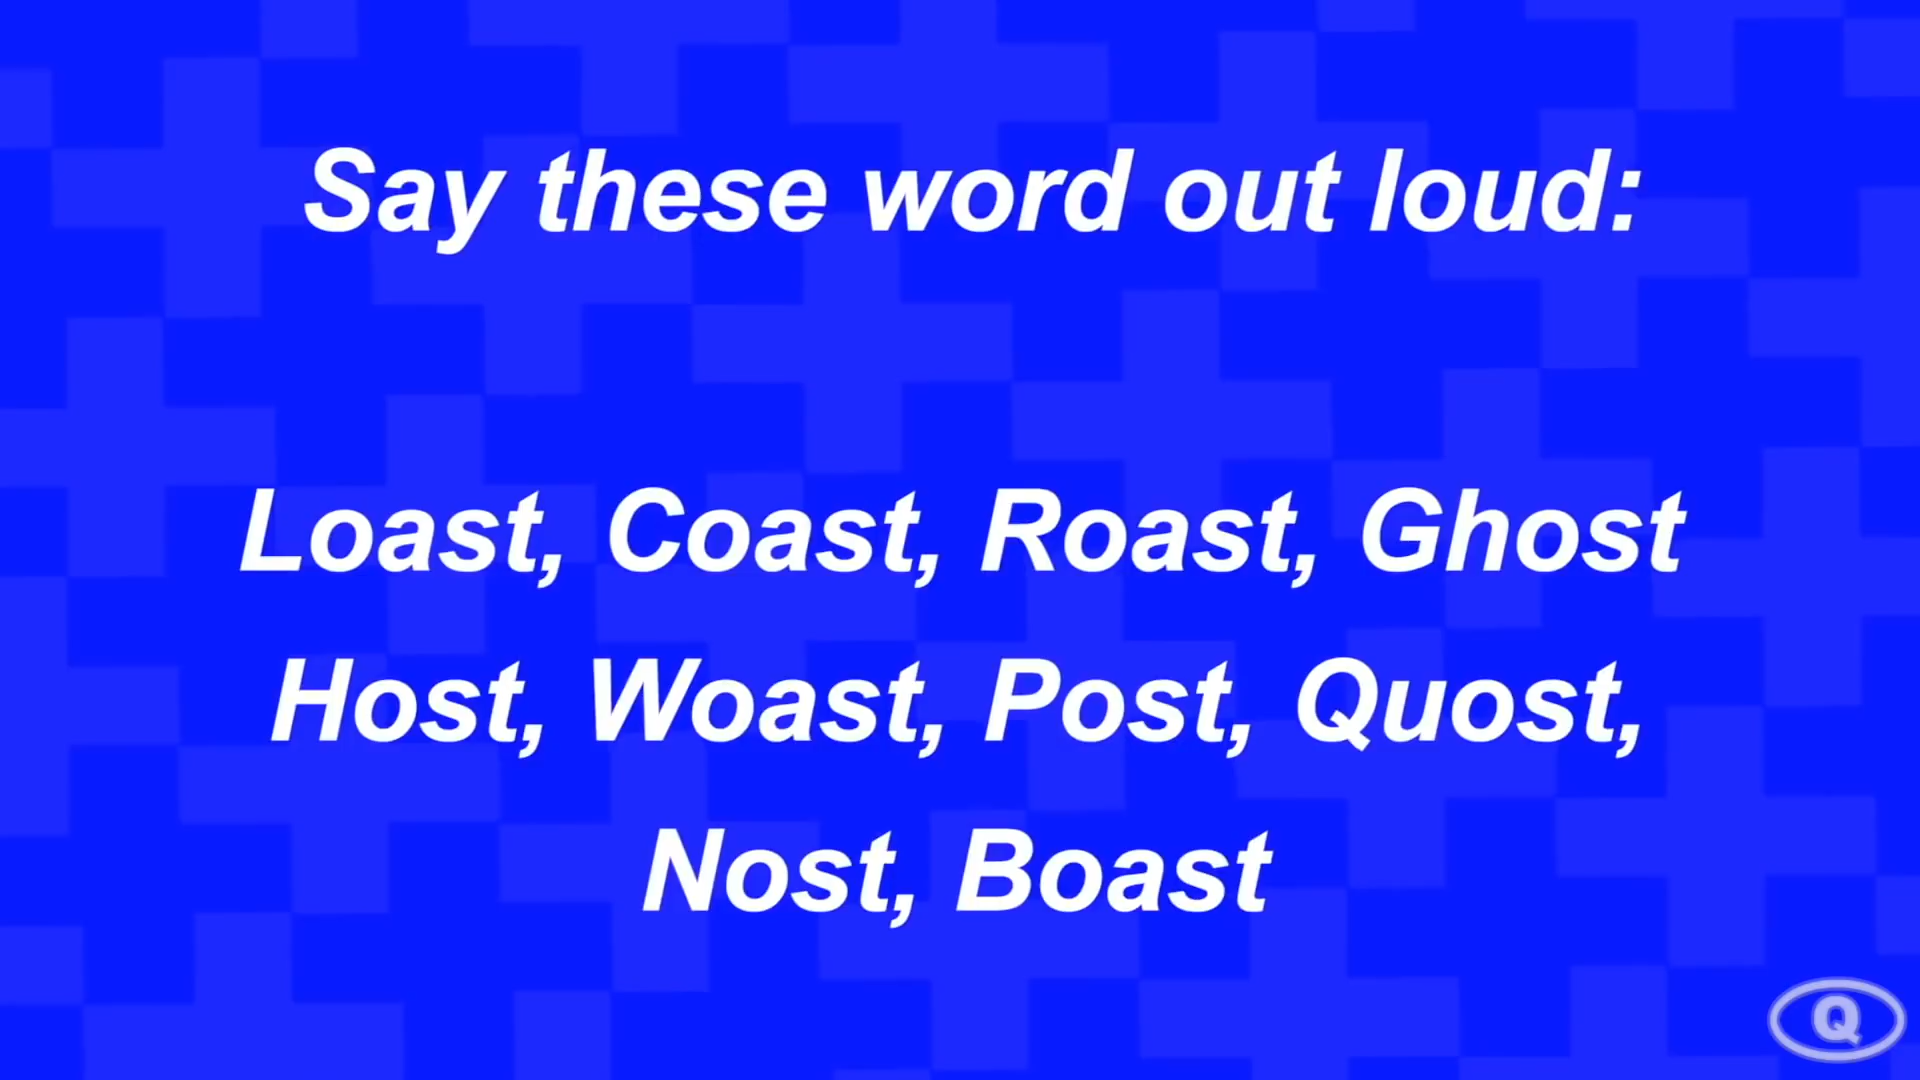 Say these word out loud:
Loast, Coast, Roast, Ghost
Host, Woast, Post, Quost,
Nost, Boast
Q